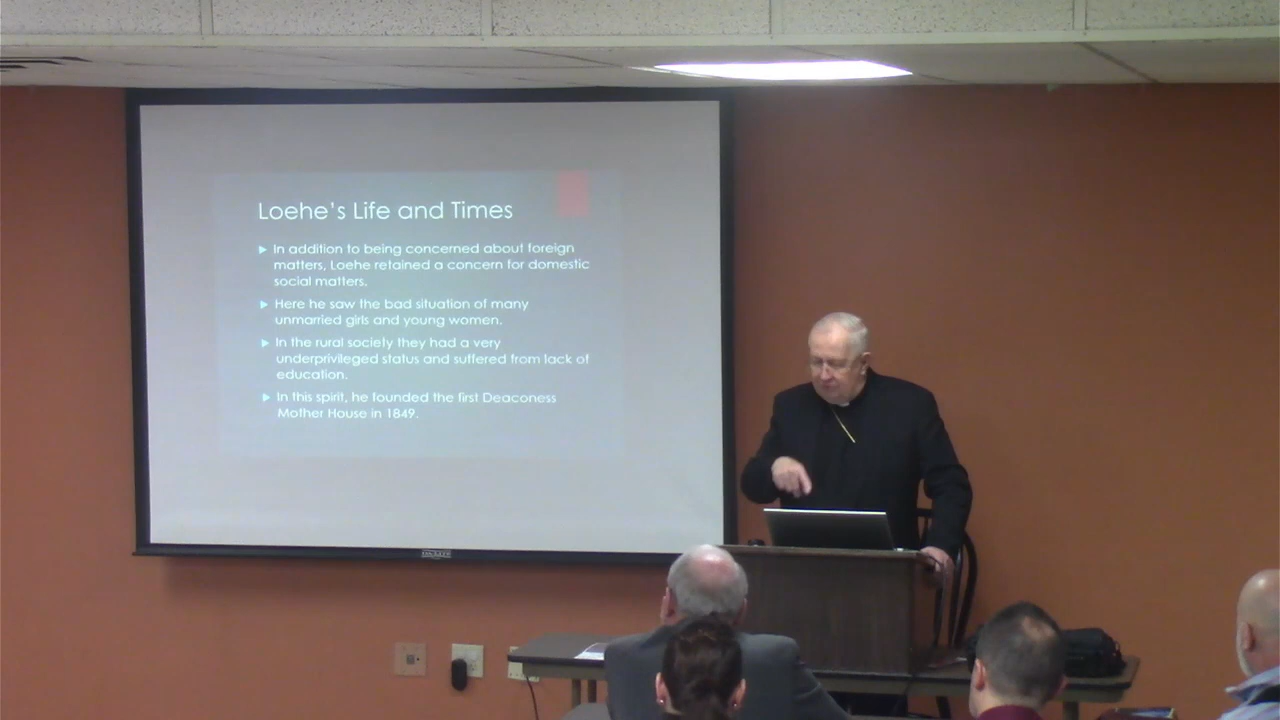 Loehe's Life and Times
In addition to being concerned about foreign
matters, Loehe retained a concern for domestic
social matters.
Here he saw the bad situation of many
unmarried girls and young women.
In the rural society they had a very
underprivileged status and suffered from lack of
education.
In this spirit, he founded the first Deaconess
Mother House in 1849.